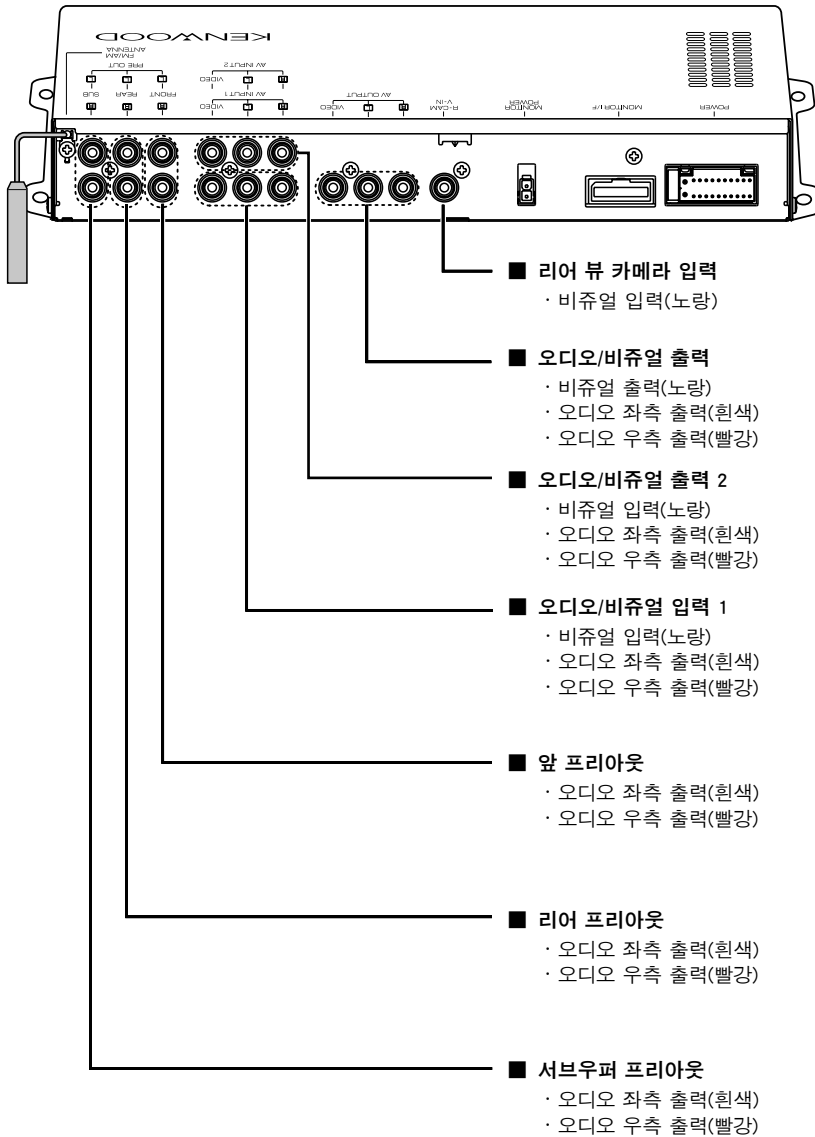 KENWOOD
FM/AM
ANTENNA
PRE OUT
SUB
REAR
FRONT
AV INPUT 2
VIDEO
AV INPUT 1
VIDEO
AV OUTPUT
VIDEO
R-CAM
V-IN
MONITOR
POWER
MONITOR I/F
POWER
■ 리어 뷰 카메라 입력
· 비쥬얼 입력(노랑)
■ 오디오/비쥬얼 출력
· 비쥬얼 출력(노랑)
· 오디오 좌측 출력(흰색)
· 오디오 우측 출력(빨강)
■ 오디오/비쥬얼 출력 2
· 비쥬얼 입력(노랑)
· 오디오 좌측 출력(흰색)
· 오디오 우측 출력(빨강)
■ 오디오/비쥬얼 입력 1
· 비쥬얼 입력(노랑)
· 오디오 좌측 출력(흰색)
· 오디오 우측 출력(빨강)
■ 앞 프리아웃
· 오디오 좌측 출력(흰색)
· 오디오 우측 출력(빨강)
■ 리어 프리아웃
· 오디오 좌측 출력(흰색)
· 오디오 우측 출력(빨강)
■ 서브우퍼 프리아웃
· 오디오 좌측 출력(흰색)
· 오디오 우측 출력(빨강)